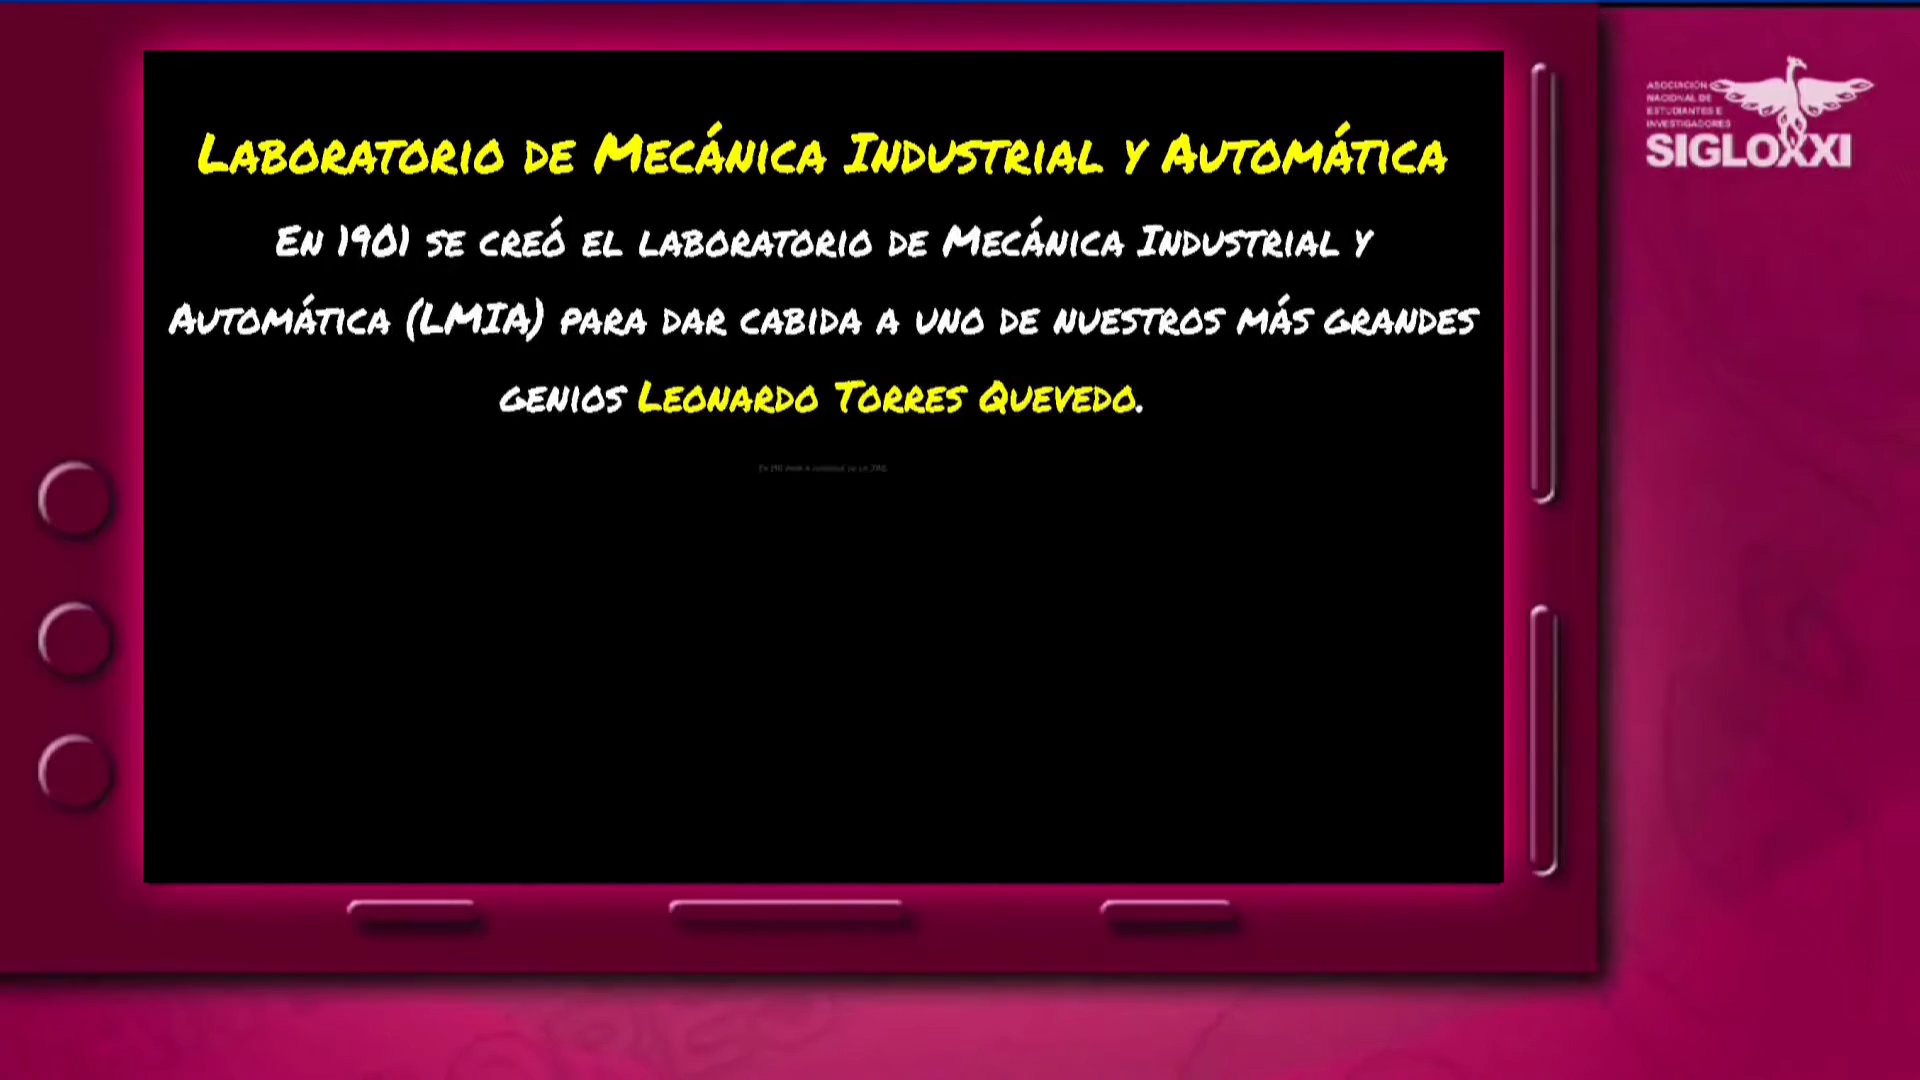 Laboratorio de Mecánica Industrial y Automática
En 1901 se creó el laboratorio de Mecánica Industrial y
Automática (LMIA) para dar cabida a uno de nuestros más grandes
genios Leonardo Torres Quevedo.
ASOCIACIÓN
NACIONAL DE
ESTUDIANTES E
INVESTIGADORES
SIGLOXXI